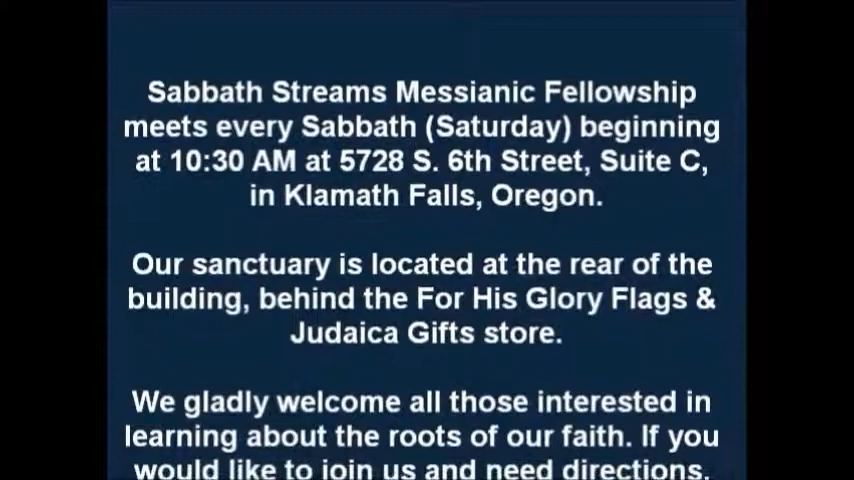 Sabbath Streams Messianic Fellowship
meets every Sabbath (Saturday) beginning
at 10:30 AM at 5728 S. 6th Street, Suite C,
in Klamath Falls, Oregon.
Our sanctuary is located at the rear of the
building, behind the For His Glory Flags &
Judaica Gifts store.
We gladly welcome all those interested in
learning about the roots of our faith. If you
would like to join us and need directions,